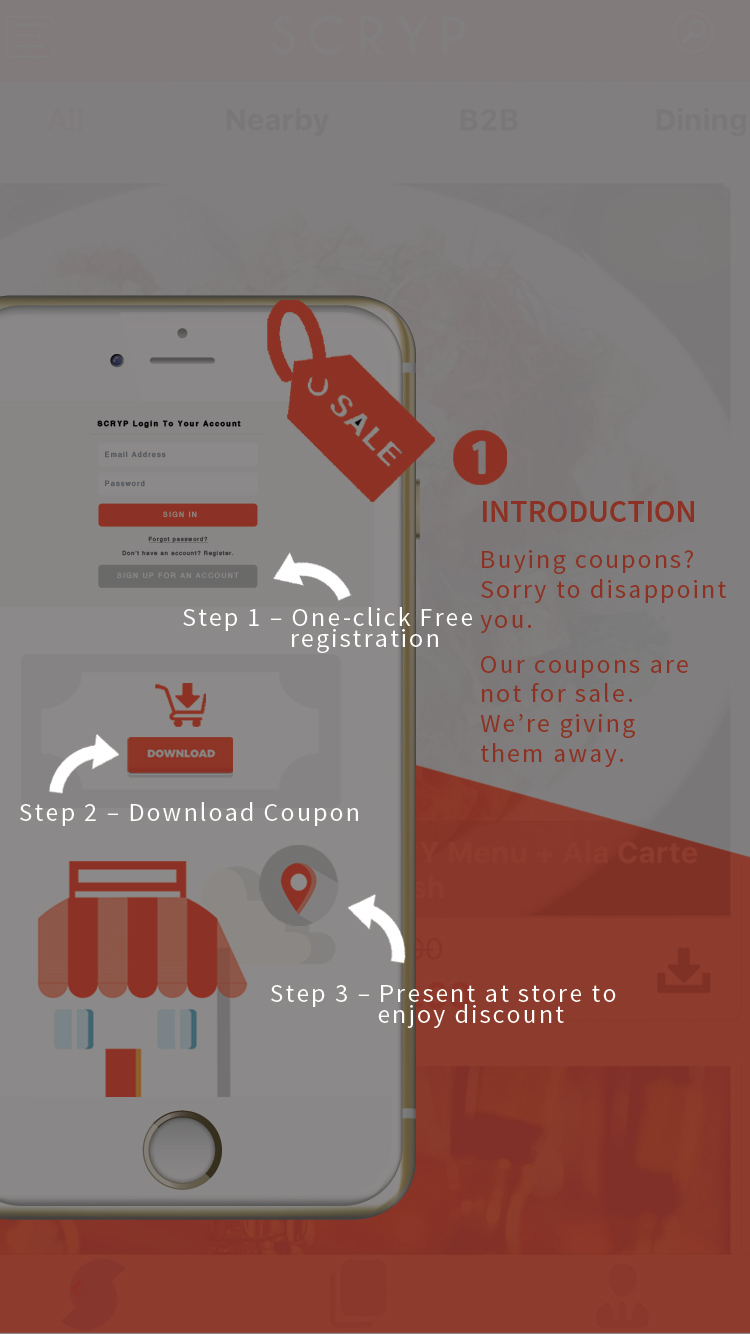 SCRYP
All Nearby B2B Dining
SALE
SCRYP Login To Your Account
Email Address
Password
SIGN IN
Forgot password?
Don't have an account? Register.
SIGN UP FOR AN ACCOUNT
1
INTRODUCTION
Buying coupons?
Sorry to disappoint
you.
Our coupons are
not for sale.
We’re giving
them away.
Step 1 – One-click Free
registration
DOWNLOAD
Step 2 – Download Coupon
Menu + Ala Carte
Step 3 – Present at store to
enjoy discount